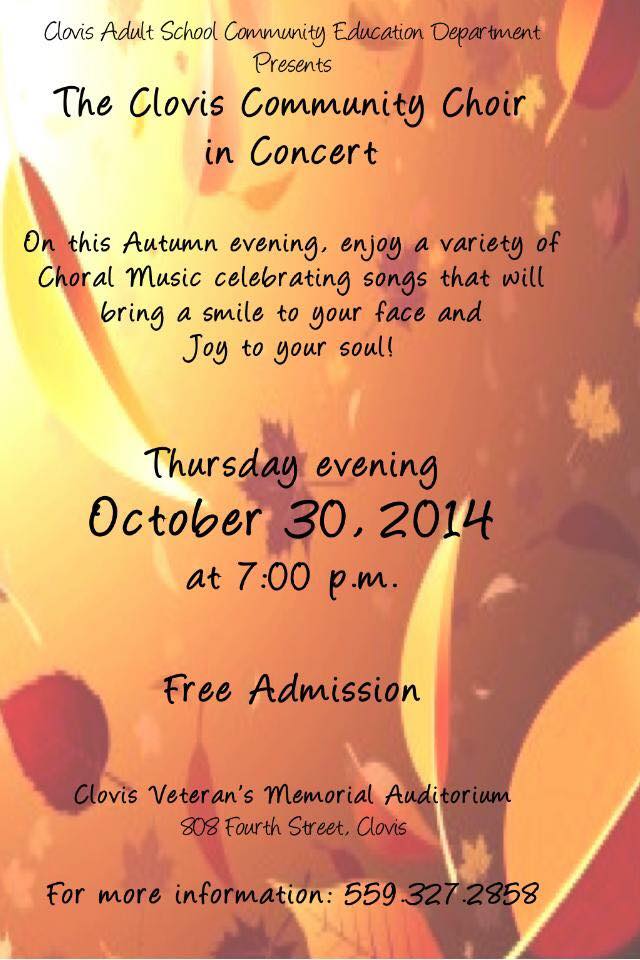 Clovis Adult School Community Education Department
Presents
The Clovis Community Choir
in Concert
On this Autumn evening, enjoy a variety of
Choral Music celebrating songs that will
bring a smile to your face and
Joy to your soul!
Thursday evening
October 30, 2014
at 7:00 p.m.
Free Admission
Clovis Veteran's Memorial Auditorium
808 Fourth Street, Clovis
For more information: 559.327.2858